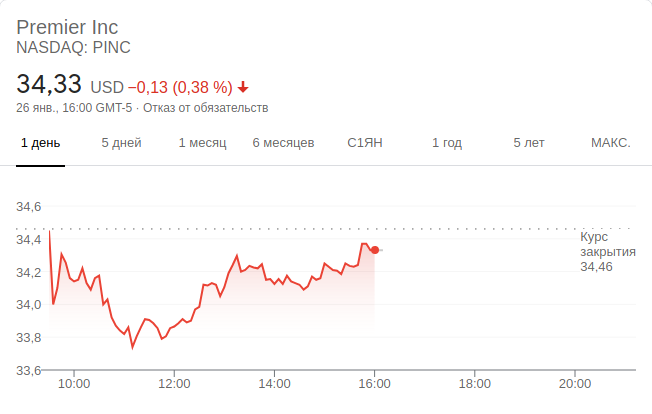 Premier Inc
NASDAQ: PINC
34,33 USD −0,13 (0,38 %)
26 янв., 16:00 GMT-5 · Отказ от обязательств
1 день 5 дней 1 месяц 6 месяцев С1ЯН 1 год 5 лет МАКС.
34,6
34,4
34,2
34,0
33,8
33,6
Курс
закрытия
34,46
10:00 12:00 14:00 16:00 18:00 20:00